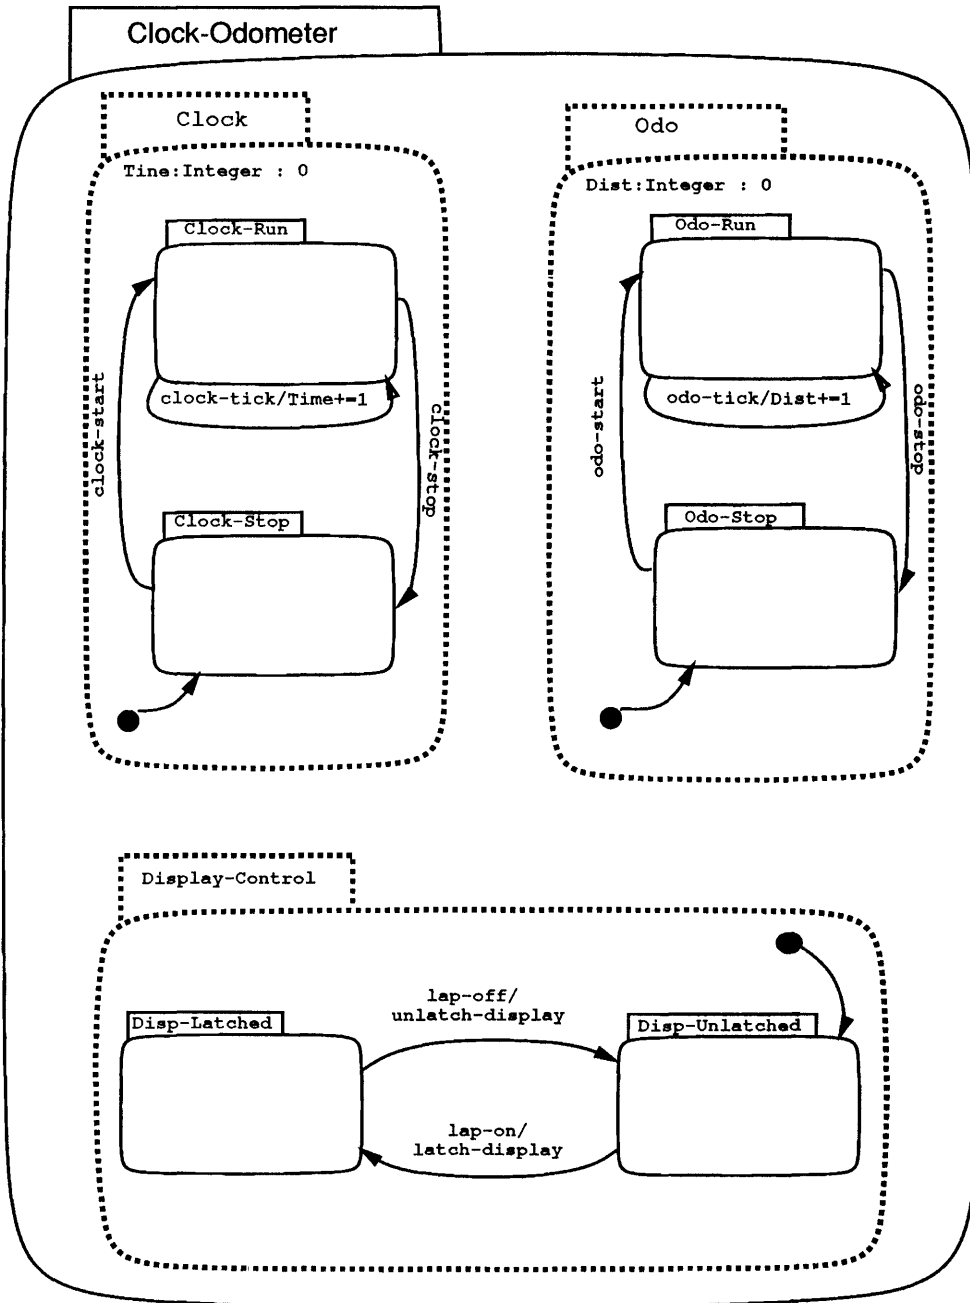 Clock-Odometer
Clock
Tine:Integer : 0
Clock-Run
clock-tick/Time+=1
clock-start
clock-stop
Clock-Stop
Odo
Dist:Integer : 0
Odo-Run
odo-tick/Dist+=1
odo-start
odo-stop
Odo-Stop
Display-Control
Disp-Latched
lap-off/
unlatch-display
Disp-Unlatched
lap-on/
latch-display